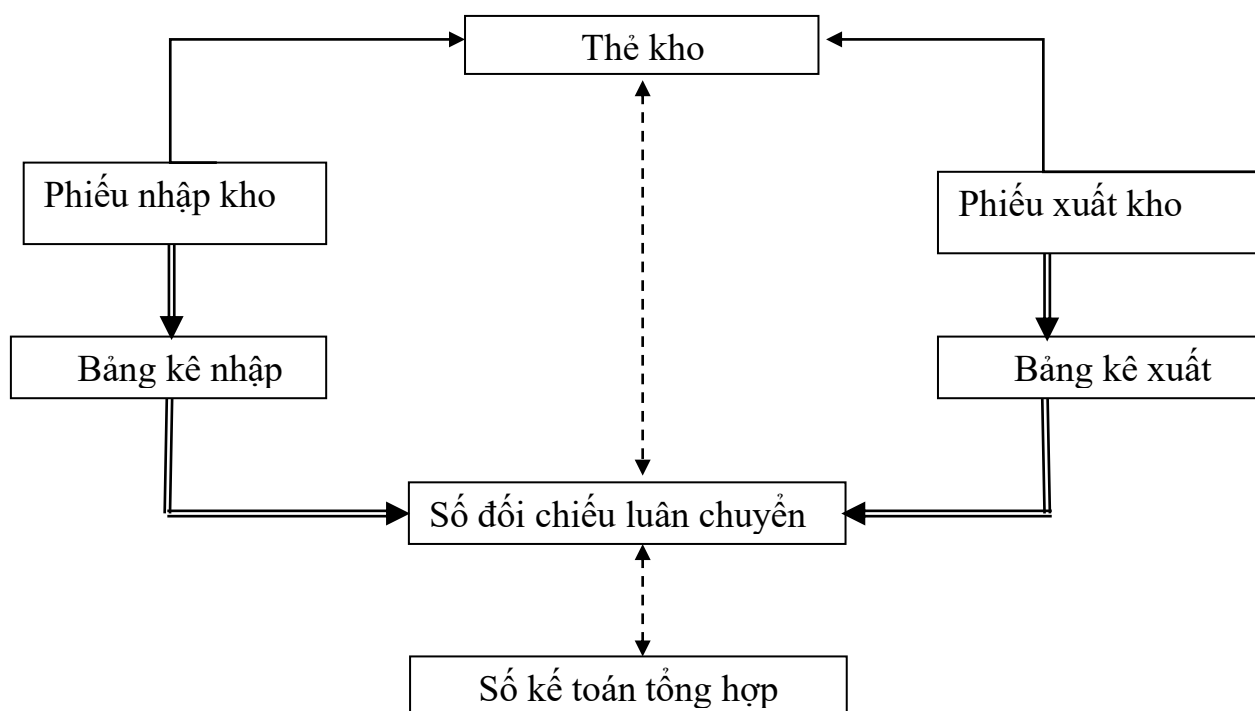 Thẻ kho
Phiếu nhập kho
Phiếu xuất kho
Bảng kê nhập
Bảng kê xuất
Số đối chiếu luân chuyển
Số kế toán tổng hợp